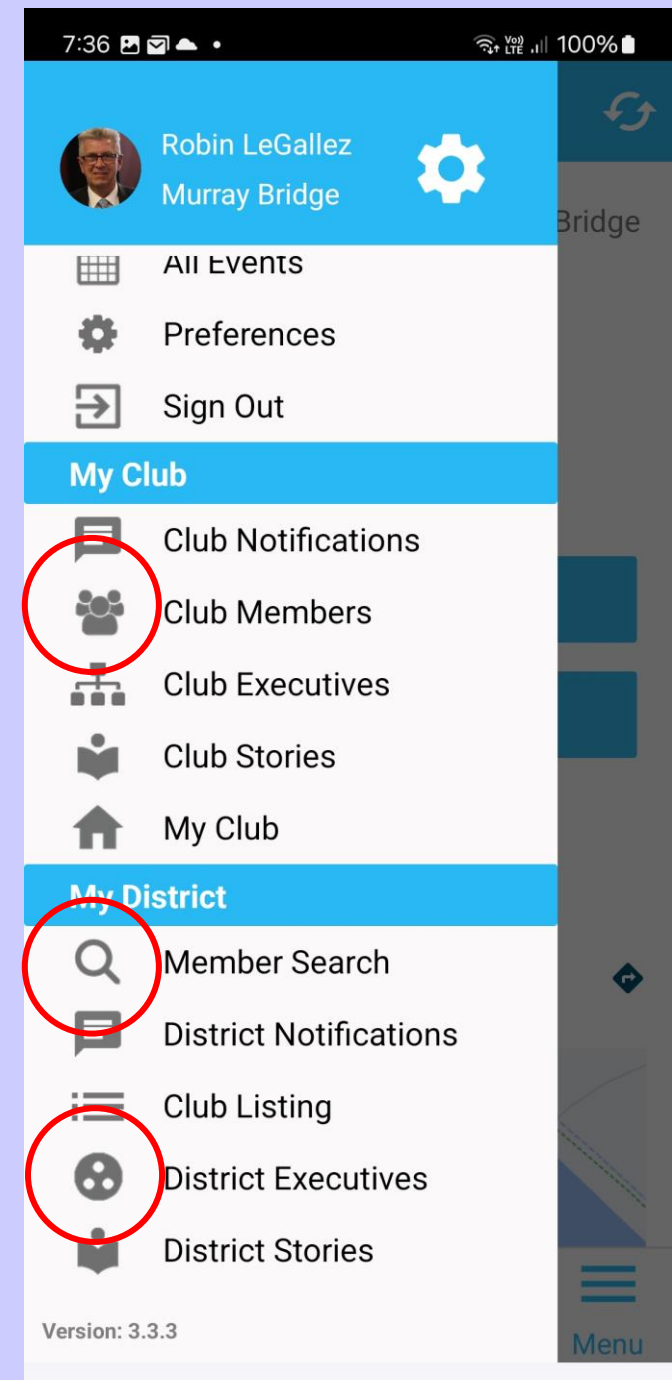 7:36 Vo)) LTE 100%
Robin LeGallez
Murray Bridge
Bridge
All Events
Preferences
Sign Out
My Club
Club Notifications
Club Members
Club Executives
Club Stories
My Club
My District
Member Search
District Notifications
Club Listing
District Executives
District Stories
Version: 3.3.3
Menu